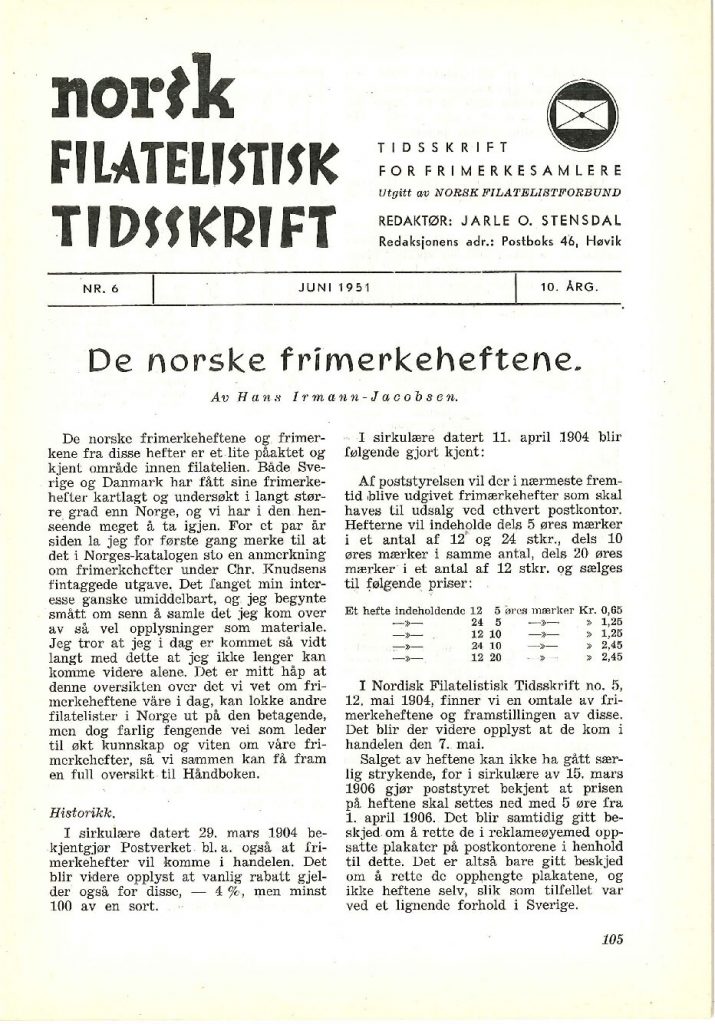 norsk
FILATELISTISK
TIDSSKRIFT
TIDSSKRIFT
FOR FRIMERKESAMLERE
Utgitt av NORSK FILATELISTFORBUND
REDAKTØR: JARLE O. STENSDAL
Redaksjonens adr.: Postboks 46, Høvik
NR. 6 JUNI 1951 10. ÅRG.
De norske frimerkeheftene.
Av Hans Irmann-Jacobsen.
De norske frimerkeheftene og frimer-
kene fra disse hefter er et lite påaktet og
kjent område innen filatelien. Både Sve-
rige og Danmark har fått sine frimerke-
hefter kartlagt og undersøkt i langt stør-
re grad enn Norge, og vi har i den hen-
seende meget å ta igjen. For et par år
siden la jeg for første gang merke til at
det i Norges-katalogen sto en anmerkning
om frimerkehefter under Chr. Knudsens
fintaggede utgave. Det fanget min inter-
esse ganske umiddelbart, og jeg begynte
smått om senn å samle det jeg kom over
av så vel opplysninger som materiale.
Jeg tror at jeg i dag er kommet så vidt
langt med dette at jeg ikke lenger kan
komme videre alene. Det er mitt håp at
denne oversikten over det vi vet om fri-
merkeheftene våre i dag, kan lokke andre
filatelister i Norge ut på den betagende,
men dog farlig fengende vei som leder
til økt kunnskap og viten om våre fri-
merkehefter, så vi sammen kan få fram
en full oversikt til Håndboken.
Historikk.
I sirkulære datert 29. mars 1904 be-
kjentgjør Postverket bl. a. også at fri-
merkehefter vil komme i handelen. Det
blir videre opplyst at vanlig rabatt gjel-
der også for disse, — 4 %, men minst
100 av en sort.
I sirkulære datert 11. april 1904 blir
følgende gjort kjent:
Af poststyrelsen vil der i nærmeste frem-
tid blive udgivet frimærkehefter som skal
haves til udsalg ved ethvert postkontor.
Hefterne vil indeholde dels 5 øres mærker
i et antal af 12 og 24 stkr., dels 10
øres mærker i samme antal, dels 20 øres
mærker i et antal af 12 stkr. og sælges
til følgende priser:
Et hefte indeholdende 12 5 øres mærker Kr. 0,65
—»— 24 5 —»— » 1,25
—»— 12 10 —»— » 1,25
—»— 24 10 —»— » 2,45
—»— 12 20 - » - » 2,45
I Nordisk Filatelistisk Tidsskrift no. 5,
12. mai 1904, finner vi en omtale av fri-
merkeheftene og framstillingen av disse.
Det blir der videre opplyst at de kom i
handelen den 7. mai.
Salget av heftene kan ikke ha gått sær-
lig strykende, for i sirkulære av 15. mars
1906 gjør poststyret bekjent at prisen
på heftene skal settes ned med 5 øre fra
1. april 1906. Det blir samtidig gitt be-
skjed om å rette de i reklameøyemed opp-
satte plakater på postkontorene i henhold
til dette. Det er altså bare gitt beskjed
om å rette de opphengte plakatene, og
ikke heftene selv, slik som tilfellet var
ved et lignende forhold i Sverige.
105